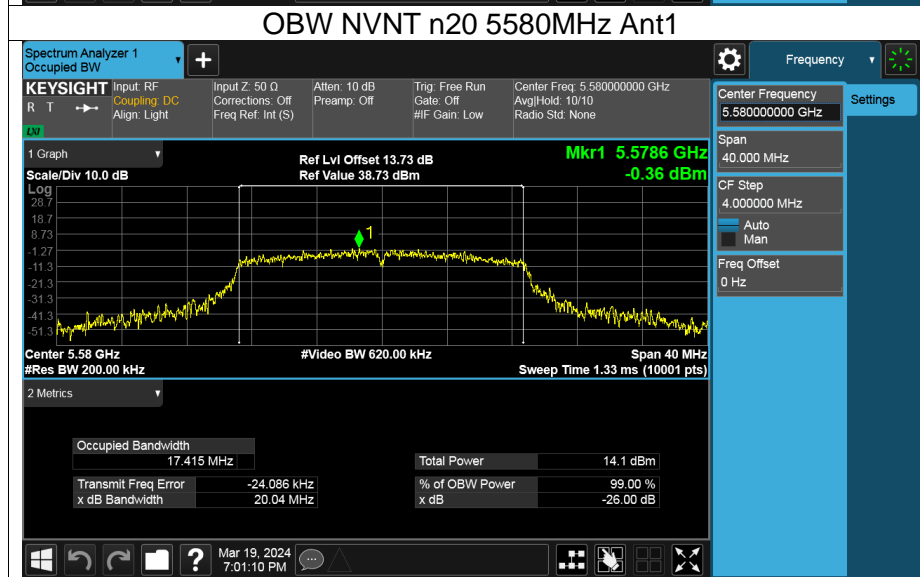 OBW NVNT n20 5580MHz Ant1
Spectrum Analyzer 1
Occupied BW
+
Frequency
KEYSIGHT
R T
LXI
Input: RF
Coupling: DC
Align: Light
Input Z: 50 Ω
Corrections: Off
Freq Ref: Int (S)
Atten: 10 dB
Preamp: Off
Trig: Free Run
Gate: Off
#IF Gain: Low
Center Freq: 5.580000000 GHz
Avg|Hold: 10/10
Radio Std: None
Center Frequency
5.580000000 GHz
Settings
Span
40.000 MHz
CF Step
4.000000 MHz
Auto
Man
Freq Offset
0 Hz
1 Graph
Scale/Div 10.0 dB
Ref Lvl Offset 13.73 dB
Ref Value 38.73 dBm
Mkr1 5.5786 GHz
-0.36 dBm
Log
28.7
18.7
8.73
-1.27
-11.3
-21.3
-31.3
-41.3
-51.3
1
Center 5.58 GHz
#Video BW 620.00 kHz
Span 40 MHz
#Res BW 200.00 kHz
Sweep Time 1.33 ms (10001 pts)
2 Metrics
Occupied Bandwidth
17.415 MHz
Total Power 14.1 dBm
Transmit Freq Error -24.086 kHz
% of OBW Power 99.00 %
x dB Bandwidth 20.04 MHz
x dB -26.00 dB
?
Mar 19, 2024
7:01:10 PM